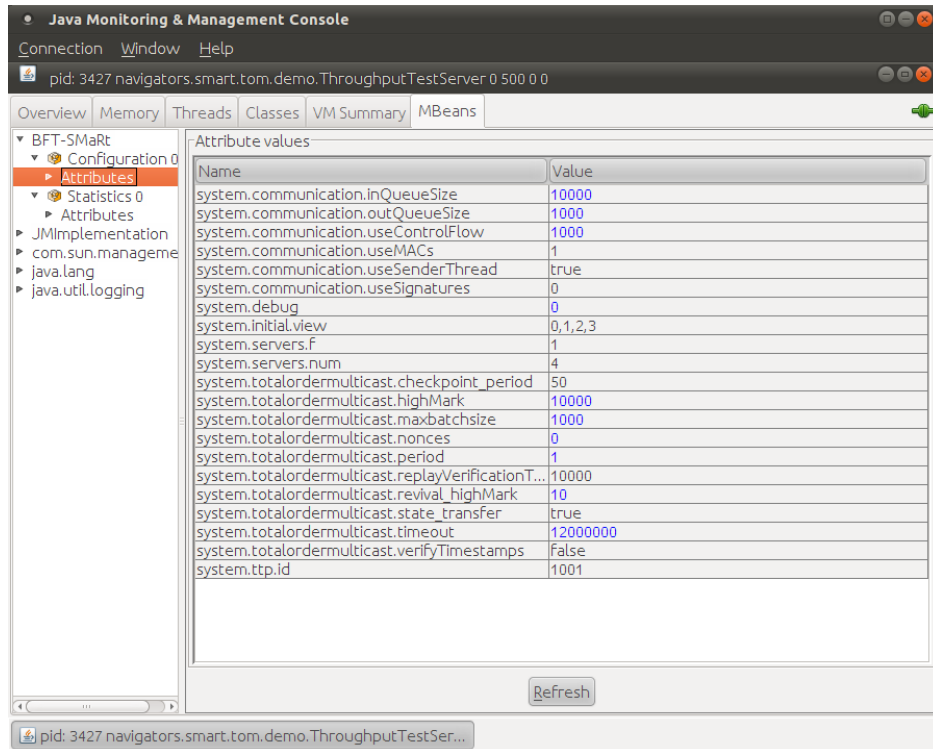 Java Monitoring & Management Console
Connection Window Help
pid: 3427 navigators.smart.tom.demo.ThroughputTestServer 0 500 0 0
Overview Memory Threads Classes VM Summary MBeans
BFT-SMaRt
Configuration 0
Attributes
Statistics 0
Attributes
JMImplementation
com.sun.manageme
java.lang
java.util.logging
Attribute values
Name Value
system.communication.inQueueSize 10000
system.communication.outQueueSize 1000
system.communication.useControlFlow 1000
system.communication.useMACs 1
system.communication.useSenderThread true
system.communication.useSignatures 0
system.debug 0
system.initial.view 0,1,2,3
system.servers.f 1
system.servers.num 4
system.totalordermulticast.checkpoint_period 50
system.totalordermulticast.highMark 10000
system.totalordermulticast.maxbatchsize 1000
system.totalordermulticast.nonces 0
system.totalordermulticast.period 1
system.totalordermulticast.replayVerificationT... 10000
system.totalordermulticast.revival_highMark 10
system.totalordermulticast.state_transfer true
system.totalordermulticast.timeout 12000000
system.totalordermulticast.verifyTimestamps false
system.ttp.id 1001
Refresh
pid: 3427 navigators.smart.tom.demo.ThroughputTestSer...